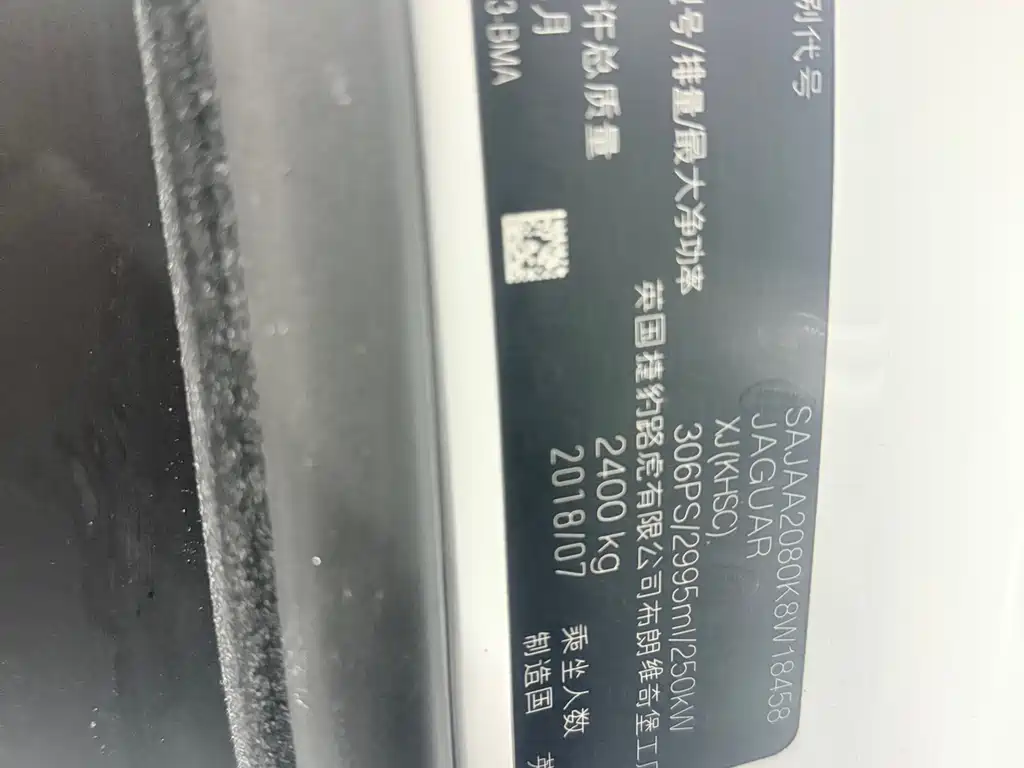 别代号 SAJAA2080K8W18458
JAGUAR
XJ(KHSC)
号/排量/最大净功率 306PS/2995ml/250kW
英国捷豹路虎有限公司布朗维奇堡工
许总质量 2400 kg 乘坐人数
月 2018/07 制造国
3-BMA